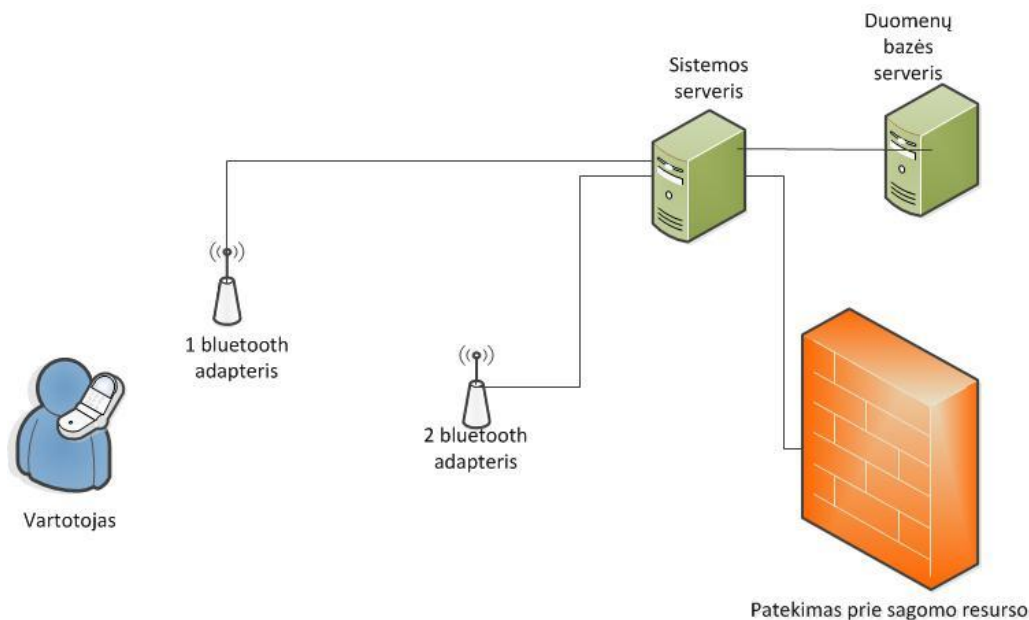 Duomenų
bazės
serveris
Sistemos
serveris
1 bluetooth
adapteris
2 bluetooth
adapteris
Vartotojas
Patekimas prie sagomo resurso